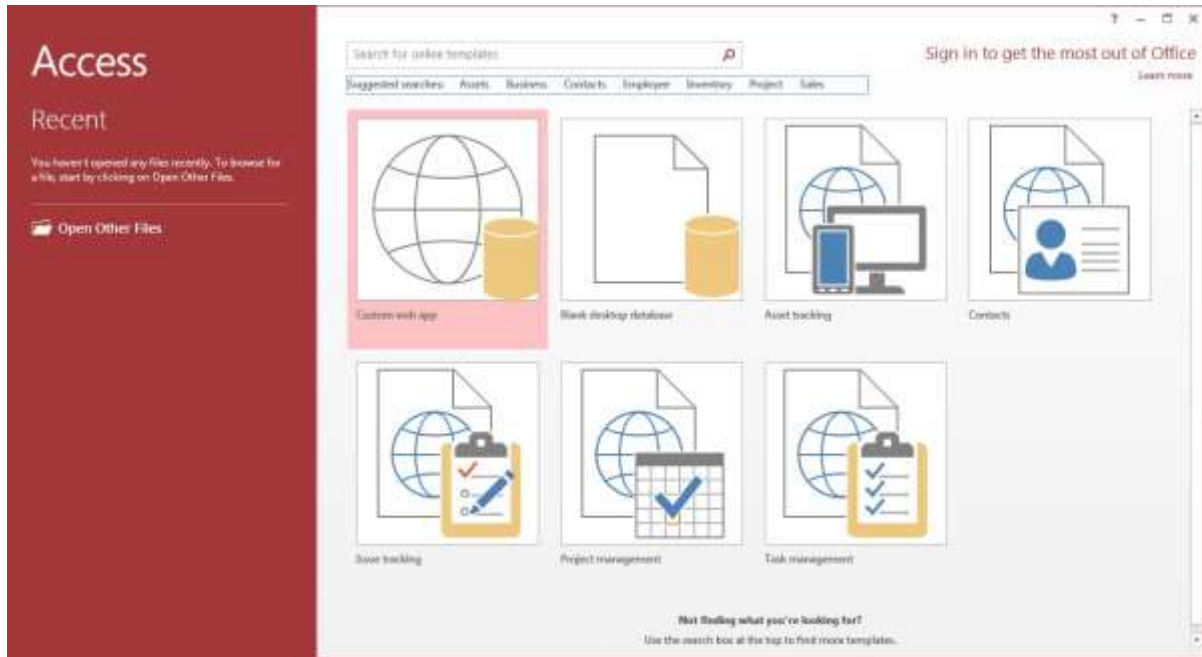 ? – ×
Access
Recent
You haven't opened any files recently. To browse for
a file, start by clicking on Open Other Files.
Open Other Files
Search for online templates
Suggested searches: Assets Business Contacts Employee Inventory Project Sales
Sign in to get the most out of Office
Learn more
Custom web app
Blank desktop database
Asset tracking
Contacts
Issue tracking
Project management
Task management
Not finding what you're looking for?
Use the search box at the top to find more templates.